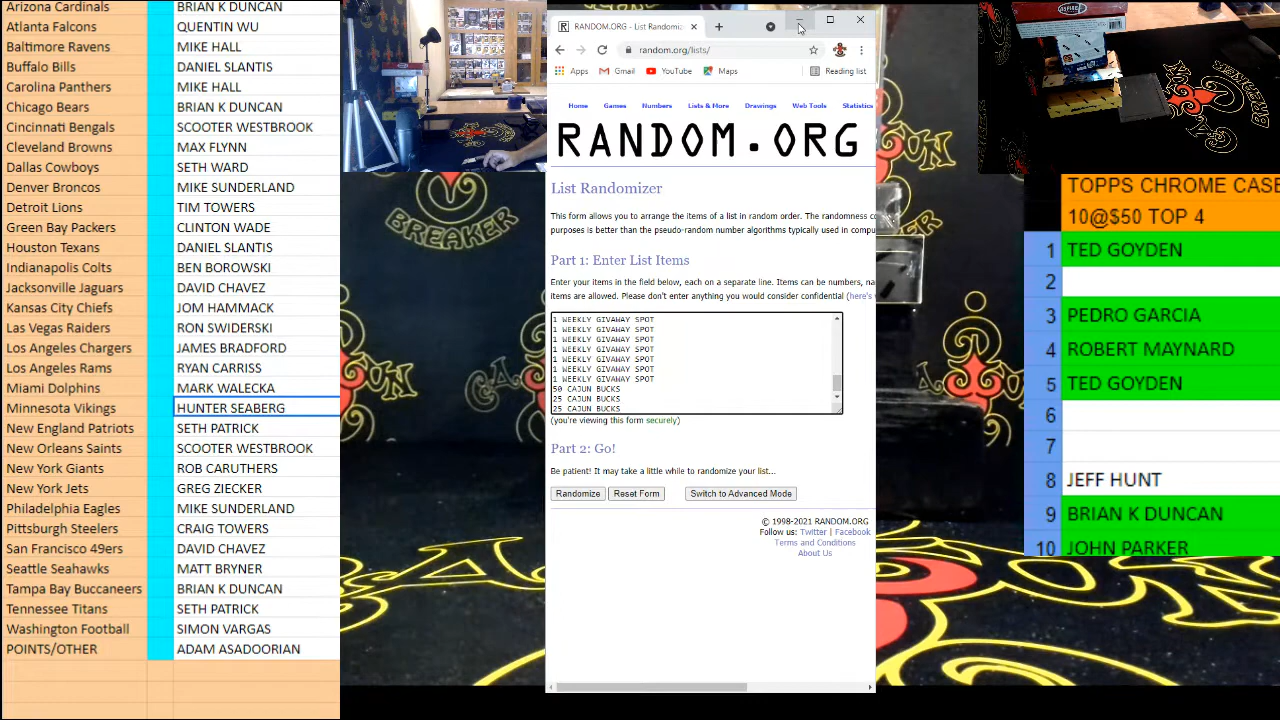 Arizona Cardinals BRIAN K DUNCAN
Atlanta Falcons QUENTIN WU
Baltimore Ravens MIKE HALL
Buffalo Bills DANIEL SLANTIS
Carolina Panthers MIKE HALL
Chicago Bears BRIAN K DUNCAN
Cincinnati Bengals SCOOTER WESTBROOK
Cleveland Browns MAX FLYNN
Dallas Cowboys SETH WARD
Denver Broncos MIKE SUNDERLAND
Detroit Lions TIM TOWERS
Green Bay Packers CLINTON WADE
Houston Texans DANIEL SLANTIS
Indianapolis Colts BEN BOROWSKI
Jacksonville Jaguars DAVID CHAVEZ
Kansas City Chiefs JOM HAMMACK
Las Vegas Raiders RON SWIDERSKI
Los Angeles Chargers JAMES BRADFORD
Los Angeles Rams RYAN CARRISS
Miami Dolphins MARK WALECKA
Minnesota Vikings HUNTER SEABERG
New England Patriots SETH PATRICK
New Orleans Saints SCOOTER WESTBROOK
New York Giants ROB CARUTHERS
New York Jets GREG ZIECKER
Philadelphia Eagles MIKE SUNDERLAND
Pittsburgh Steelers CRAIG TOWERS
San Francisco 49ers DAVID CHAVEZ
Seattle Seahawks MATT BRYNER
Tampa Bay Buccaneers BRIAN K DUNCAN
Tennessee Titans SETH PATRICK
Washington Football SIMON VARGAS
POINTS/OTHER ADAM ASADOORIAN
BREAKER
RANDOM.ORG - List Randomiz
random.org/lists/
Apps Gmail YouTube Maps Reading list
Home Games Numbers Lists & More Drawings Web Tools Statistics
RANDOM.ORG
List Randomizer
This form allows you to arrange the items of a list in random order. The randomness co
purposes is better than the pseudo-random number algorithms typically used in compu
Part 1: Enter List Items
Enter your items in the field below, each on a separate line. Items can be numbers, na
items are allowed. Please don't enter anything you would consider confidential (here's
1 WEEKLY GIVAWAY SPOT
1 WEEKLY GIVAWAY SPOT
1 WEEKLY GIVAWAY SPOT
1 WEEKLY GIVAWAY SPOT
1 WEEKLY GIVAWAY SPOT
1 WEEKLY GIVAWAY SPOT
1 WEEKLY GIVAWAY SPOT
50 CAJUN BUCKS
25 CAJUN BUCKS
25 CAJUN BUCKS
(you're viewing this form securely)
Part 2: Go!
Be patient! It may take a little while to randomize your list...
Randomize Reset Form Switch to Advanced Mode
© 1998-2021 RANDOM.ORG
Follow us: Twitter | Facebook
Terms and Conditions
About Us
TOPPS CHROME CASE
10@$50 TOP 4
1 TED GOYDEN
2
3 PEDRO GARCIA
4 ROBERT MAYNARD
5 TED GOYDEN
6
7
8 JEFF HUNT
9 BRIAN K DUNCAN
10 JOHN PARKER